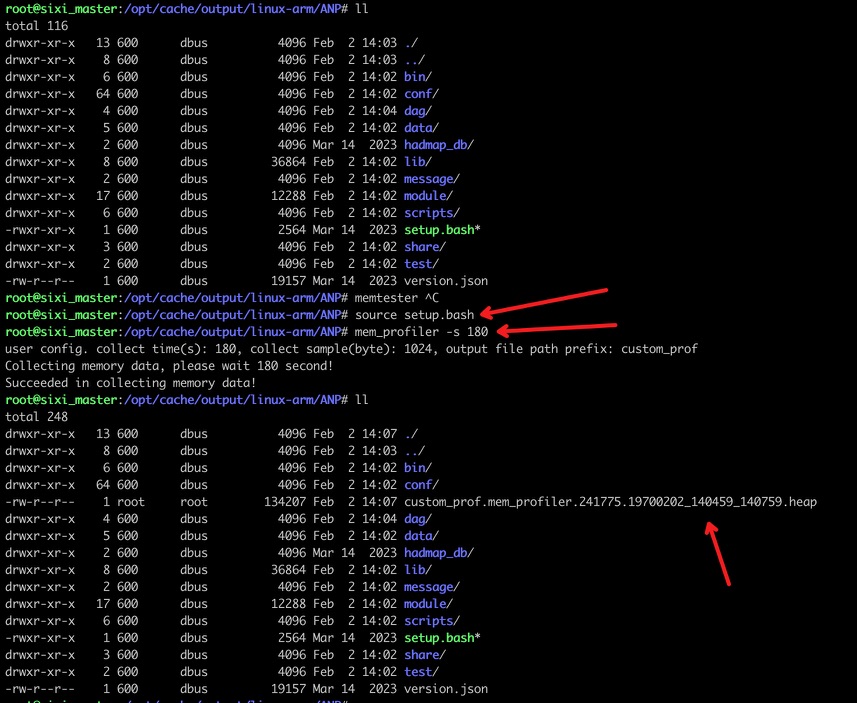 root@sixi_master:/opt/cache/output/linux-arm/ANP# ll
total 116
drwxr-xr-x 13 600 dbus 4096 Feb 2 14:03 ./
drwxr-xr-x 8 600 dbus 4096 Feb 2 14:03 ../
drwxr-xr-x 6 600 dbus 4096 Feb 2 14:02 bin/
drwxr-xr-x 64 600 dbus 4096 Feb 2 14:02 conf/
drwxr-xr-x 4 600 dbus 4096 Feb 2 14:04 dag/
drwxr-xr-x 5 600 dbus 4096 Feb 2 14:02 data/
drwxr-xr-x 2 600 dbus 4096 Mar 14 2023 hadmap_db/
drwxr-xr-x 8 600 dbus 36864 Feb 2 14:02 lib/
drwxr-xr-x 2 600 dbus 4096 Feb 2 14:02 message/
drwxr-xr-x 17 600 dbus 12288 Feb 2 14:02 module/
drwxr-xr-x 6 600 dbus 4096 Feb 2 14:02 scripts/
-rwxr-xr-x 1 600 dbus 2564 Mar 14 2023 setup.bash*
drwxr-xr-x 3 600 dbus 4096 Feb 2 14:02 share/
drwxr-xr-x 2 600 dbus 4096 Feb 2 14:02 test/
-rw-r--r-- 1 600 dbus 19157 Mar 14 2023 version.json
root@sixi_master:/opt/cache/output/linux-arm/ANP# memtester ^C
root@sixi_master:/opt/cache/output/linux-arm/ANP# source setup.bash
root@sixi_master:/opt/cache/output/linux-arm/ANP# mem_profiler -s 180
user config. collect time(s): 180, collect sample(byte): 1024, output file path prefix: custom_prof
Collecting memory data, please wait 180 second!
Succeeded in collecting memory data!
root@sixi_master:/opt/cache/output/linux-arm/ANP# ll
total 248
drwxr-xr-x 13 600 dbus 4096 Feb 2 14:07 ./
drwxr-xr-x 8 600 dbus 4096 Feb 2 14:03 ../
drwxr-xr-x 6 600 dbus 4096 Feb 2 14:02 bin/
drwxr-xr-x 64 600 dbus 4096 Feb 2 14:02 conf/
-rw-r--r-- 1 root root 134207 Feb 2 14:07 custom_prof.mem_profiler.241775.19700202_140459_140759.heap
drwxr-xr-x 4 600 dbus 4096 Feb 2 14:04 dag/
drwxr-xr-x 5 600 dbus 4096 Feb 2 14:02 data/
drwxr-xr-x 2 600 dbus 4096 Mar 14 2023 hadmap_db/
drwxr-xr-x 8 600 dbus 36864 Feb 2 14:02 lib/
drwxr-xr-x 2 600 dbus 4096 Feb 2 14:02 message/
drwxr-xr-x 17 600 dbus 12288 Feb 2 14:02 module/
drwxr-xr-x 6 600 dbus 4096 Feb 2 14:02 scripts/
-rwxr-xr-x 1 600 dbus 2564 Mar 14 2023 setup.bash*
drwxr-xr-x 3 600 dbus 4096 Feb 2 14:02 share/
drwxr-xr-x 2 600 dbus 4096 Feb 2 14:02 test/
-rw-r--r-- 1 600 dbus 19157 Mar 14 2023 version.json
root@sixi_master:/opt/cache/output/linux-arm/ANP#